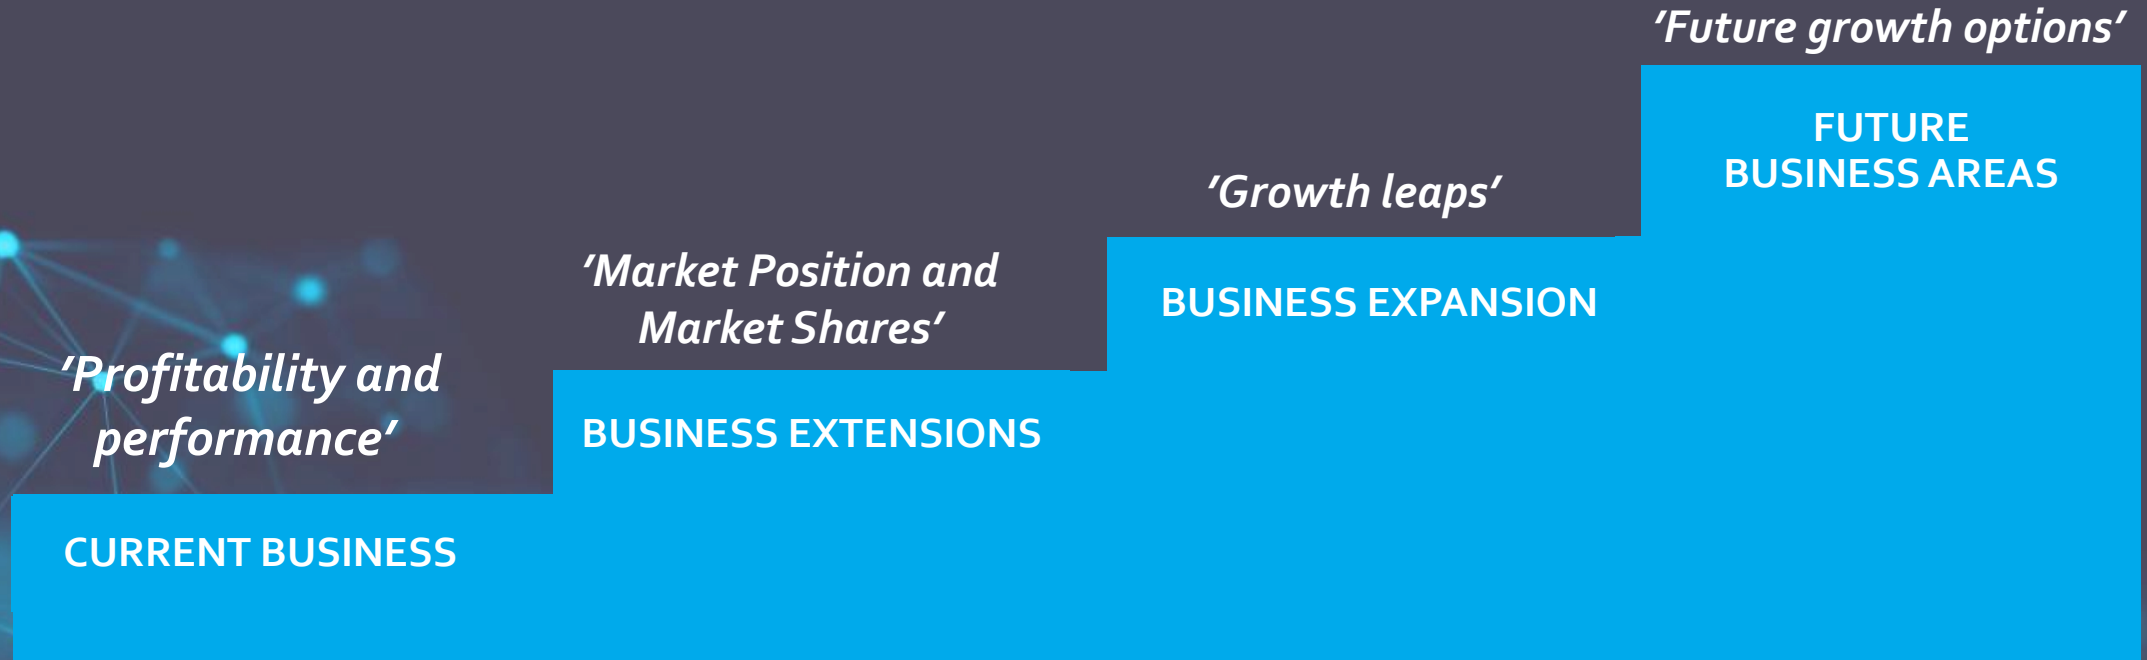 'Profitability and
performance'
CURRENT BUSINESS
'Market Position and
Market Shares'
BUSINESS EXTENSIONS
'Growth leaps'
BUSINESS EXPANSION
'Future growth options'
FUTURE
BUSINESS AREAS